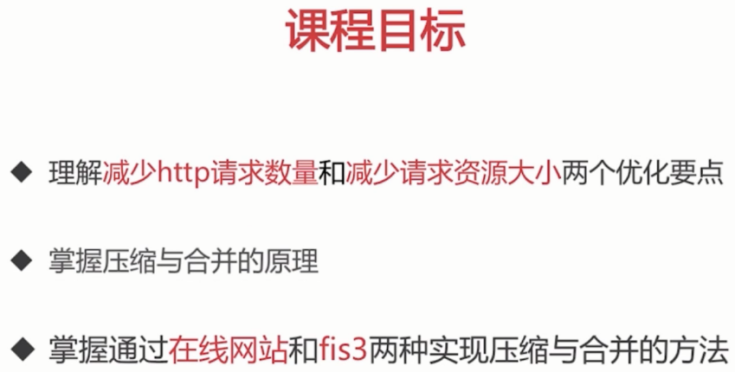 课程目标
◆ 理解减少http请求数量和减少请求资源大小两个优化要点
◆ 掌握压缩与合并的原理
◆ 掌握通过在线网站和fis3两种实现压缩与合并的方法